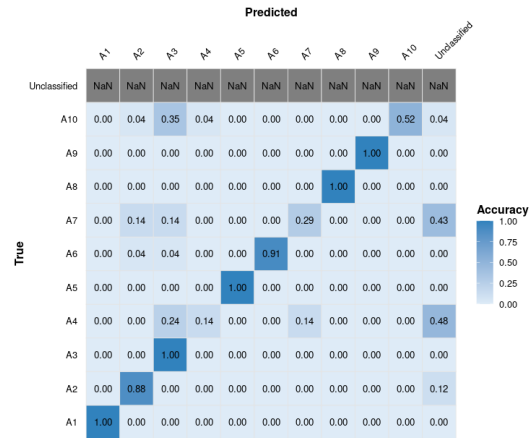 Predicted
A1 A2 A3 A4 A5 A6 A7 A8 A9 A10 Unclassified
Unclassified NaN NaN NaN NaN NaN NaN NaN NaN NaN NaN NaN
A10 0.00 0.04 0.35 0.04 0.00 0.00 0.00 0.00 0.00 0.52 0.04
A9 0.00 0.00 0.00 0.00 0.00 0.00 0.00 0.00 1.00 0.00 0.00
A8 0.00 0.00 0.00 0.00 0.00 0.00 0.00 1.00 0.00 0.00 0.00
A7 0.00 0.14 0.14 0.00 0.00 0.00 0.29 0.00 0.00 0.00 0.43
A6 0.00 0.04 0.04 0.00 0.00 0.91 0.00 0.00 0.00 0.00 0.00
A5 0.00 0.00 0.00 0.00 1.00 0.00 0.00 0.00 0.00 0.00 0.00
A4 0.00 0.00 0.24 0.14 0.00 0.00 0.14 0.00 0.00 0.00 0.48
A3 0.00 0.00 1.00 0.00 0.00 0.00 0.00 0.00 0.00 0.00 0.00
A2 0.00 0.88 0.00 0.00 0.00 0.00 0.00 0.00 0.00 0.00 0.12
A1 1.00 0.00 0.00 0.00 0.00 0.00 0.00 0.00 0.00 0.00 0.00
True
Accuracy
1.00
0.75
0.50
0.25
0.00